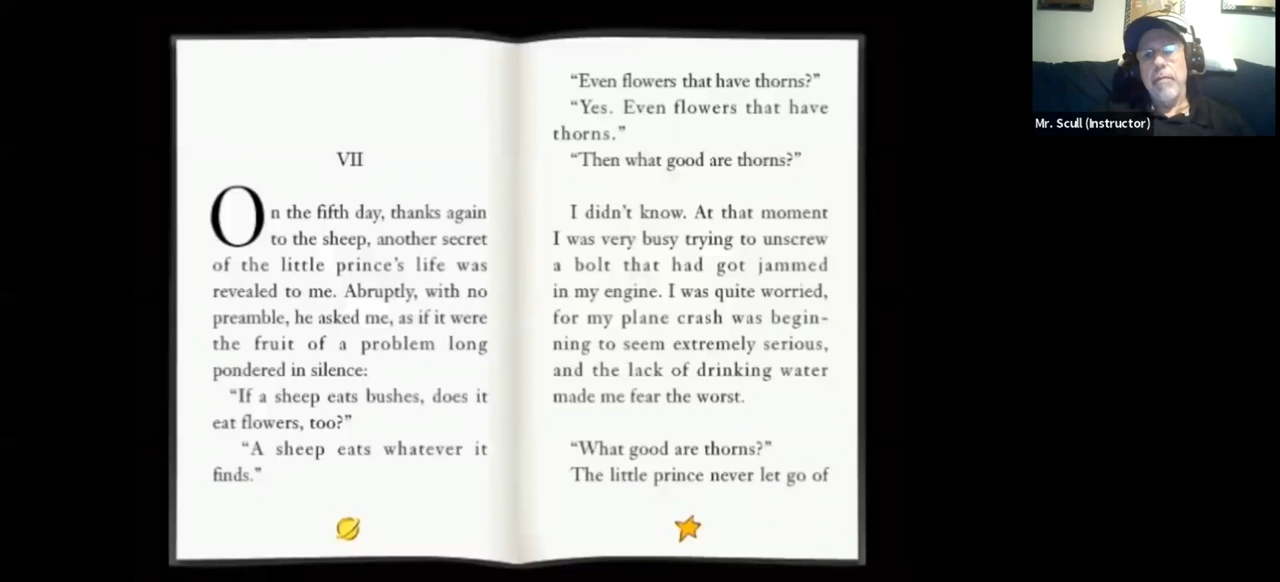 VII
On the fifth day, thanks again
to the sheep, another secret
of the little prince's life was
revealed to me. Abruptly, with no
preamble, he asked me, as if it were
the fruit of a problem long
pondered in silence:
“If a sheep eats bushes, does it
eat flowers, too?”
“A sheep eats whatever it
finds.”
“Even flowers that have thorns?”
“Yes. Even flowers that have
thorns.”
“Then what good are thorns?”
I didn't know. At that moment
I was very busy trying to unscrew
a bolt that had got jammed
in my engine. I was quite worried,
for my plane crash was begin-
ning to seem extremely serious,
and the lack of drinking water
made me fear the worst.
“What good are thorns?”
The little prince never let go of
Mr. Scull (Instructor)